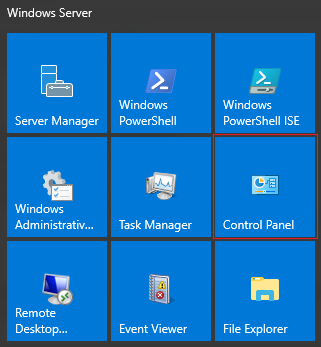 Windows Server
Server Manager
Windows
PowerShell
Windows
PowerShell ISE
Windows
Administrativ...
Task Manager
Control Panel
Remote
Desktop...
Event Viewer
File Explorer